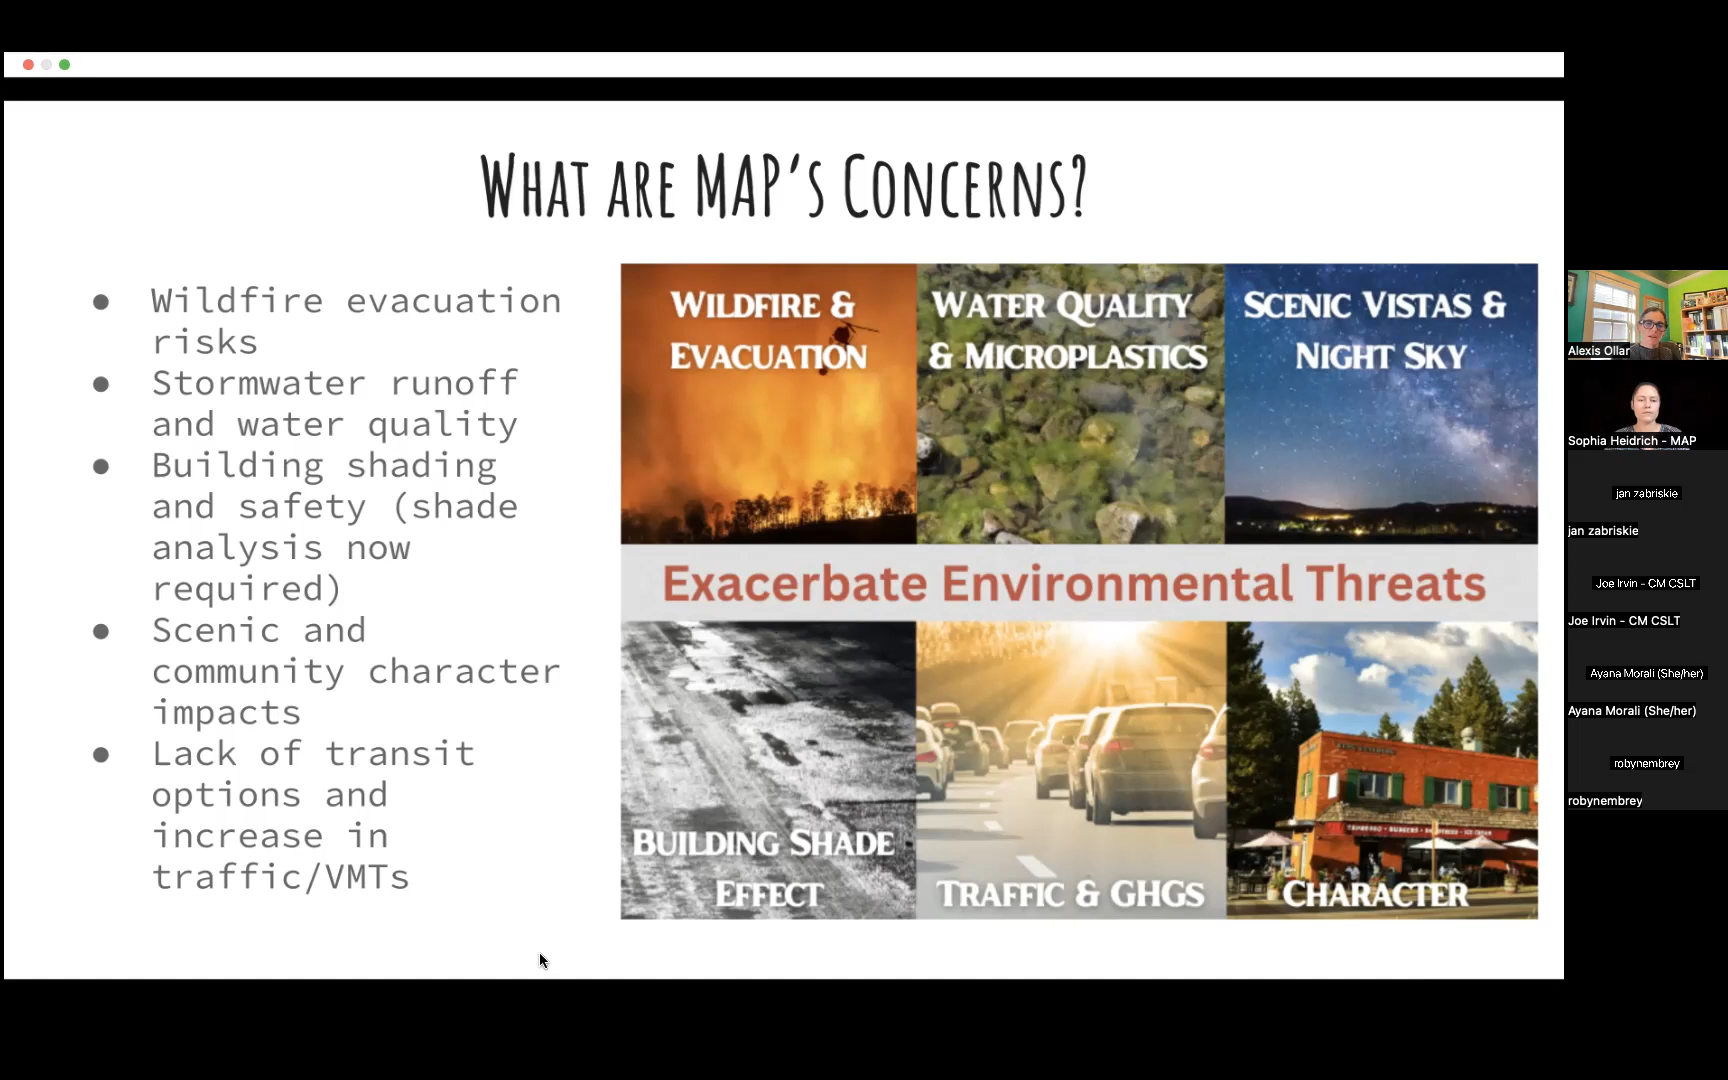 WHAT ARE MAP'S CONCERNS?
● Wildfire evacuation
risks
● Stormwater runoff
and water quality
● Building shading
and safety (shade
analysis now
required)
● Scenic and
community character
impacts
● Lack of transit
options and
increase in
traffic/VMTs
WILDFIRE &
EVACUATION
WATER QUALITY
& MICROPLASTICS
SCENIC VISTAS &
NIGHT SKY
Exacerbate Environmental Threats
BUILDING SHADE
EFFECT
TRAFFIC & GHGS
CHARACTER
Alexis Ollar
Sophia Heidrich - MAP
jan zabriskie
jan zabriskie
Joe Irvin - CM CSLT
Joe Irvin - CM CSLT
Ayana Morali (She/her)
Ayana Morali (She/her)
robynembrey
robynembrey